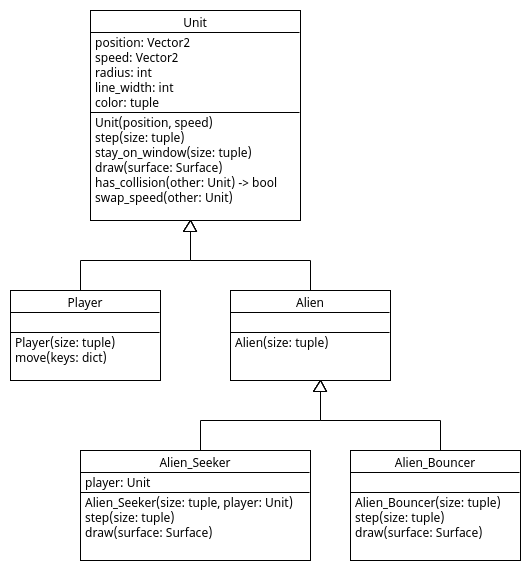 Unit
position: Vector2
speed: Vector2
radius: int
line_width: int
color: tuple
Unit(position, speed)
step(size: tuple)
stay_on_window(size: tuple)
draw(surface: Surface)
has_collision(other: Unit) -> bool
swap_speed(other: Unit)
Player
Player(size: tuple)
move(keys: dict)
Alien
Alien(size: tuple)
Alien_Seeker
player: Unit
Alien_Seeker(size: tuple, player: Unit)
step(size: tuple)
draw(surface: Surface)
Alien_Bouncer
Alien_Bouncer(size: tuple)
step(size: tuple)
draw(surface: Surface)